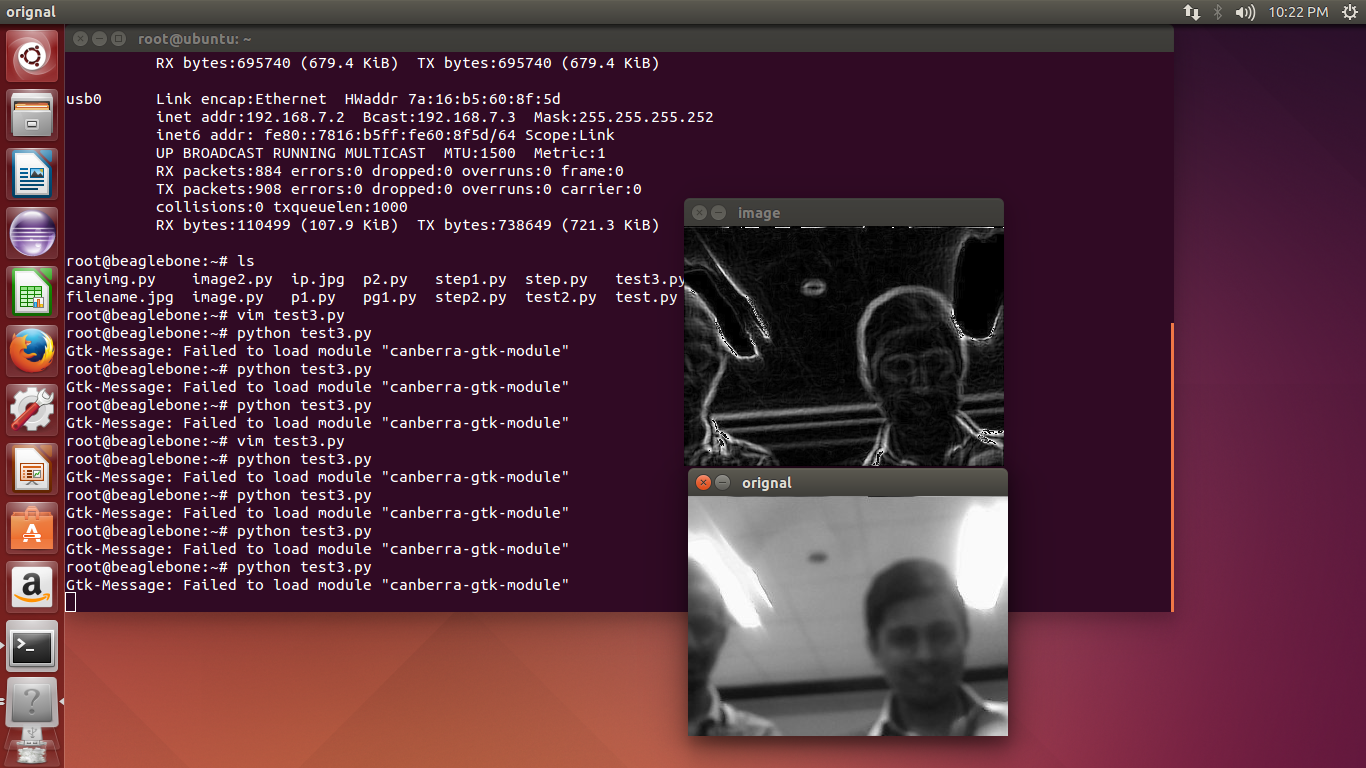 orignal
10:22 PM
root@ubuntu: ~
RX bytes:695740 (679.4 KiB)  TX bytes:695740 (679.4 KiB)
usb0      Link encap:Ethernet  HWaddr 7a:16:b5:60:8f:5d
inet addr:192.168.7.2  Bcast:192.168.7.3  Mask:255.255.255.252
inet6 addr: fe80::7816:b5ff:fe60:8f5d/64 Scope:Link
UP BROADCAST RUNNING MULTICAST  MTU:1500  Metric:1
RX packets:884 errors:0 dropped:0 overruns:0 frame:0
TX packets:908 errors:0 dropped:0 overruns:0 carrier:0
collisions:0 txqueuelen:1000
RX bytes:110499 (107.9 KiB)  TX bytes:738649 (721.3 KiB)
root@beaglebone:~# ls
canyimg.py    image2.py  ip.jpg  p2.py   step1.py  step.py   test3.py
filename.jpg  image.py   p1.py   pg1.py  step2.py  test2.py  test.py
root@beaglebone:~# vim test3.py
root@beaglebone:~# python test3.py
Gtk-Message: Failed to load module "canberra-gtk-module"
root@beaglebone:~# python test3.py
Gtk-Message: Failed to load module "canberra-gtk-module"
root@beaglebone:~# python test3.py
Gtk-Message: Failed to load module "canberra-gtk-module"
root@beaglebone:~# vim test3.py
root@beaglebone:~# python test3.py
Gtk-Message: Failed to load module "canberra-gtk-module"
root@beaglebone:~# python test3.py
Gtk-Message: Failed to load module "canberra-gtk-module"
root@beaglebone:~# python test3.py
Gtk-Message: Failed to load module "canberra-gtk-module"
root@beaglebone:~# python test3.py
Gtk-Message: Failed to load module "canberra-gtk-module"
image
orignal